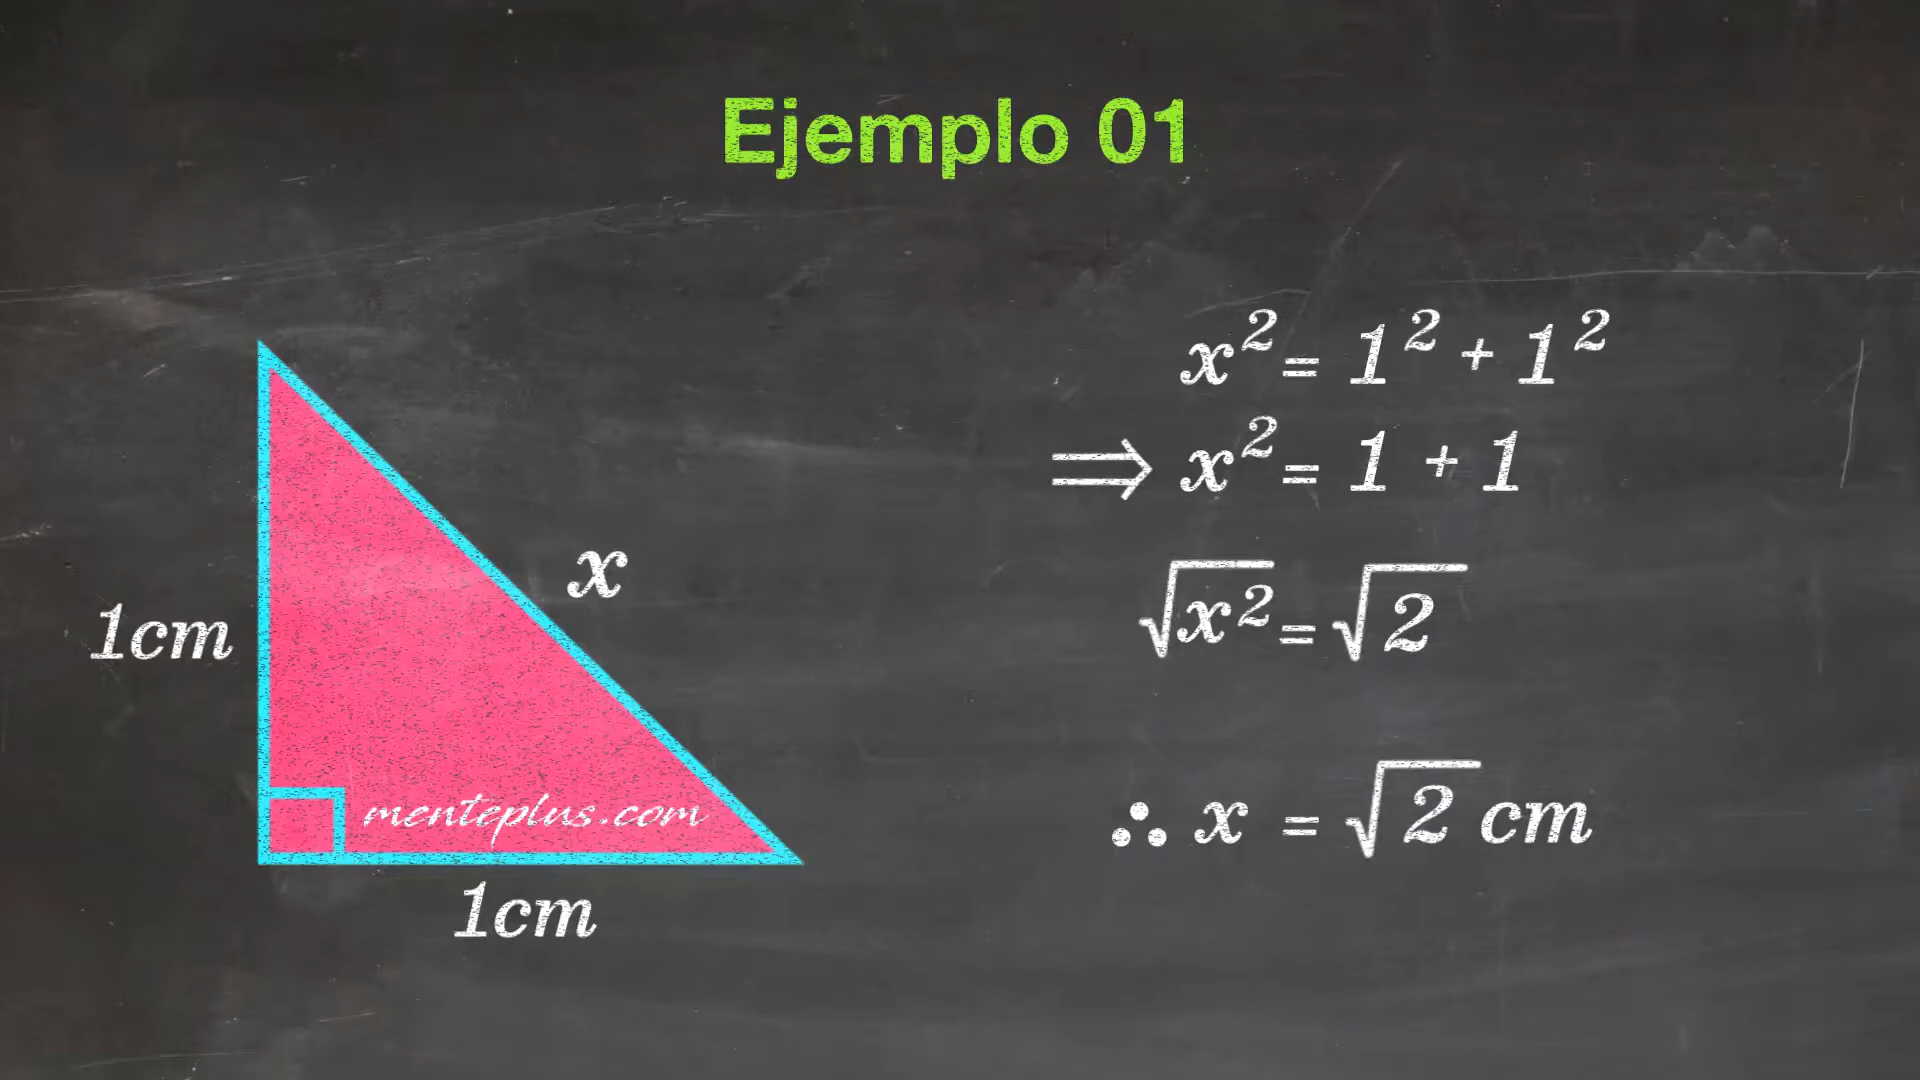 Ejemplo 01
x² = 1² + 1²
⟹ x² = 1 + 1
√x² = √2
∴ x = √2 cm
x
1cm
menteplus.com
1cm